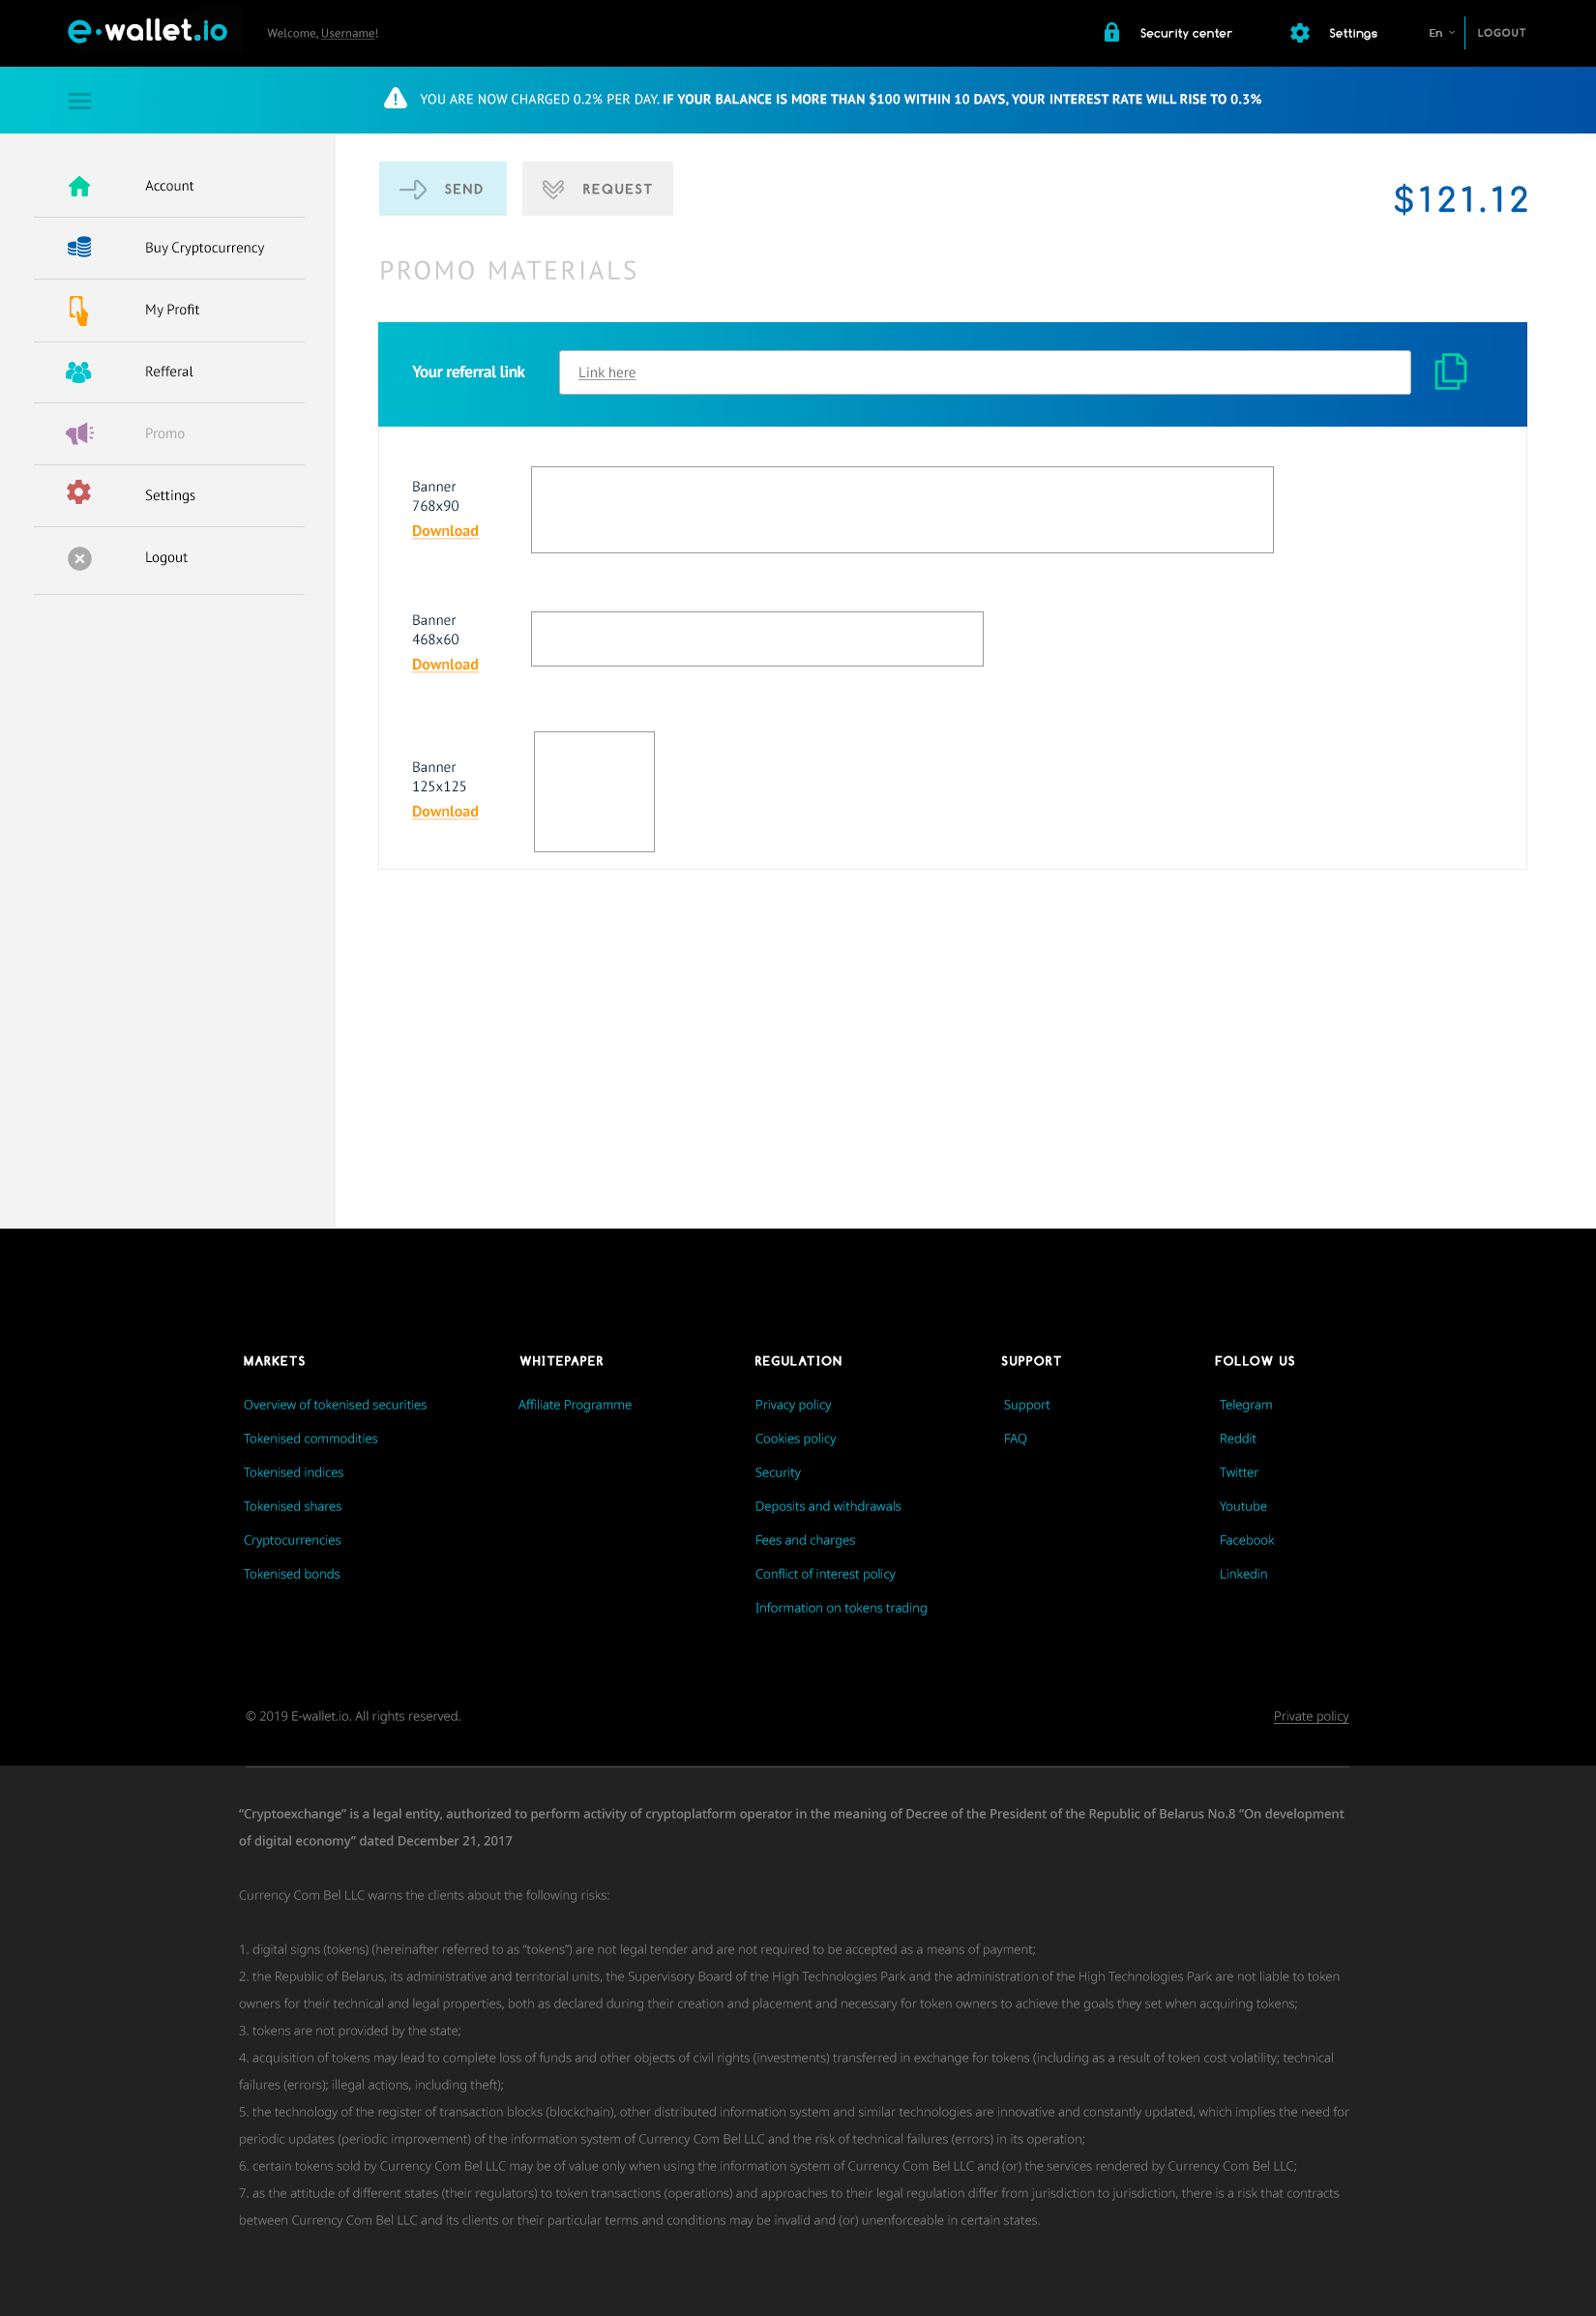 e-wallet.io
Welcome, Username!
Security center
Settings
En
LOGOUT
YOU ARE NOW CHARGED 0.2% PER DAY. IF YOUR BALANCE IS MORE THAN $100 WITHIN 10 DAYS, YOUR INTEREST RATE WILL RISE TO 0.3%
Account
Buy Cryptocurrency
My Profit
Refferal
Promo
Settings
Logout
SEND
REQUEST
$121.12
PROMO MATERIALS
Your referral link
Link here
Banner
768x90
Download
Banner
468x60
Download
Banner
125x125
Download
MARKETS
Overview of tokenised securities
Tokenised commodities
Tokenised indices
Tokenised shares
Cryptocurrencies
Tokenised bonds
WHITEPAPER
Affiliate Programme
REGULATION
Privacy policy
Cookies policy
Security
Deposits and withdrawals
Fees and charges
Conflict of interest policy
Information on tokens trading
SUPPORT
Support
FAQ
FOLLOW US
Telegram
Reddit
Twitter
Youtube
Facebook
Linkedin
© 2019 E-wallet.io. All rights reserved.
Private policy
“Cryptoexchange” is a legal entity, authorized to perform activity of cryptoplatform operator in the meaning of Decree of the President of the Republic of Belarus No.8 “On development
of digital economy” dated December 21, 2017
Currency Com Bel LLC warns the clients about the following risks:
1. digital signs (tokens) (hereinafter referred to as “tokens”) are not legal tender and are not required to be accepted as a means of payment;
2. the Republic of Belarus, its administrative and territorial units, the Supervisory Board of the High Technologies Park and the administration of the High Technologies Park are not liable to token
owners for their technical and legal properties, both as declared during their creation and placement and necessary for token owners to achieve the goals they set when acquiring tokens;
3. tokens are not provided by the state;
4. acquisition of tokens may lead to complete loss of funds and other objects of civil rights (investments) transferred in exchange for tokens (including as a result of token cost volatility; technical
failures (errors); illegal actions, including theft);
5. the technology of the register of transaction blocks (blockchain), other distributed information system and similar technologies are innovative and constantly updated, which implies the need for
periodic updates (periodic improvement) of the information system of Currency Com Bel LLC and the risk of technical failures (errors) in its operation;
6. certain tokens sold by Currency Com Bel LLC may be of value only when using the information system of Currency Com Bel LLC and (or) the services rendered by Currency Com Bel LLC;
7. as the attitude of different states (their regulators) to token transactions (operations) and approaches to their legal regulation differ from jurisdiction to jurisdiction, there is a risk that contracts
between Currency Com Bel LLC and its clients or their particular terms and conditions may be invalid and (or) unenforceable in certain states.